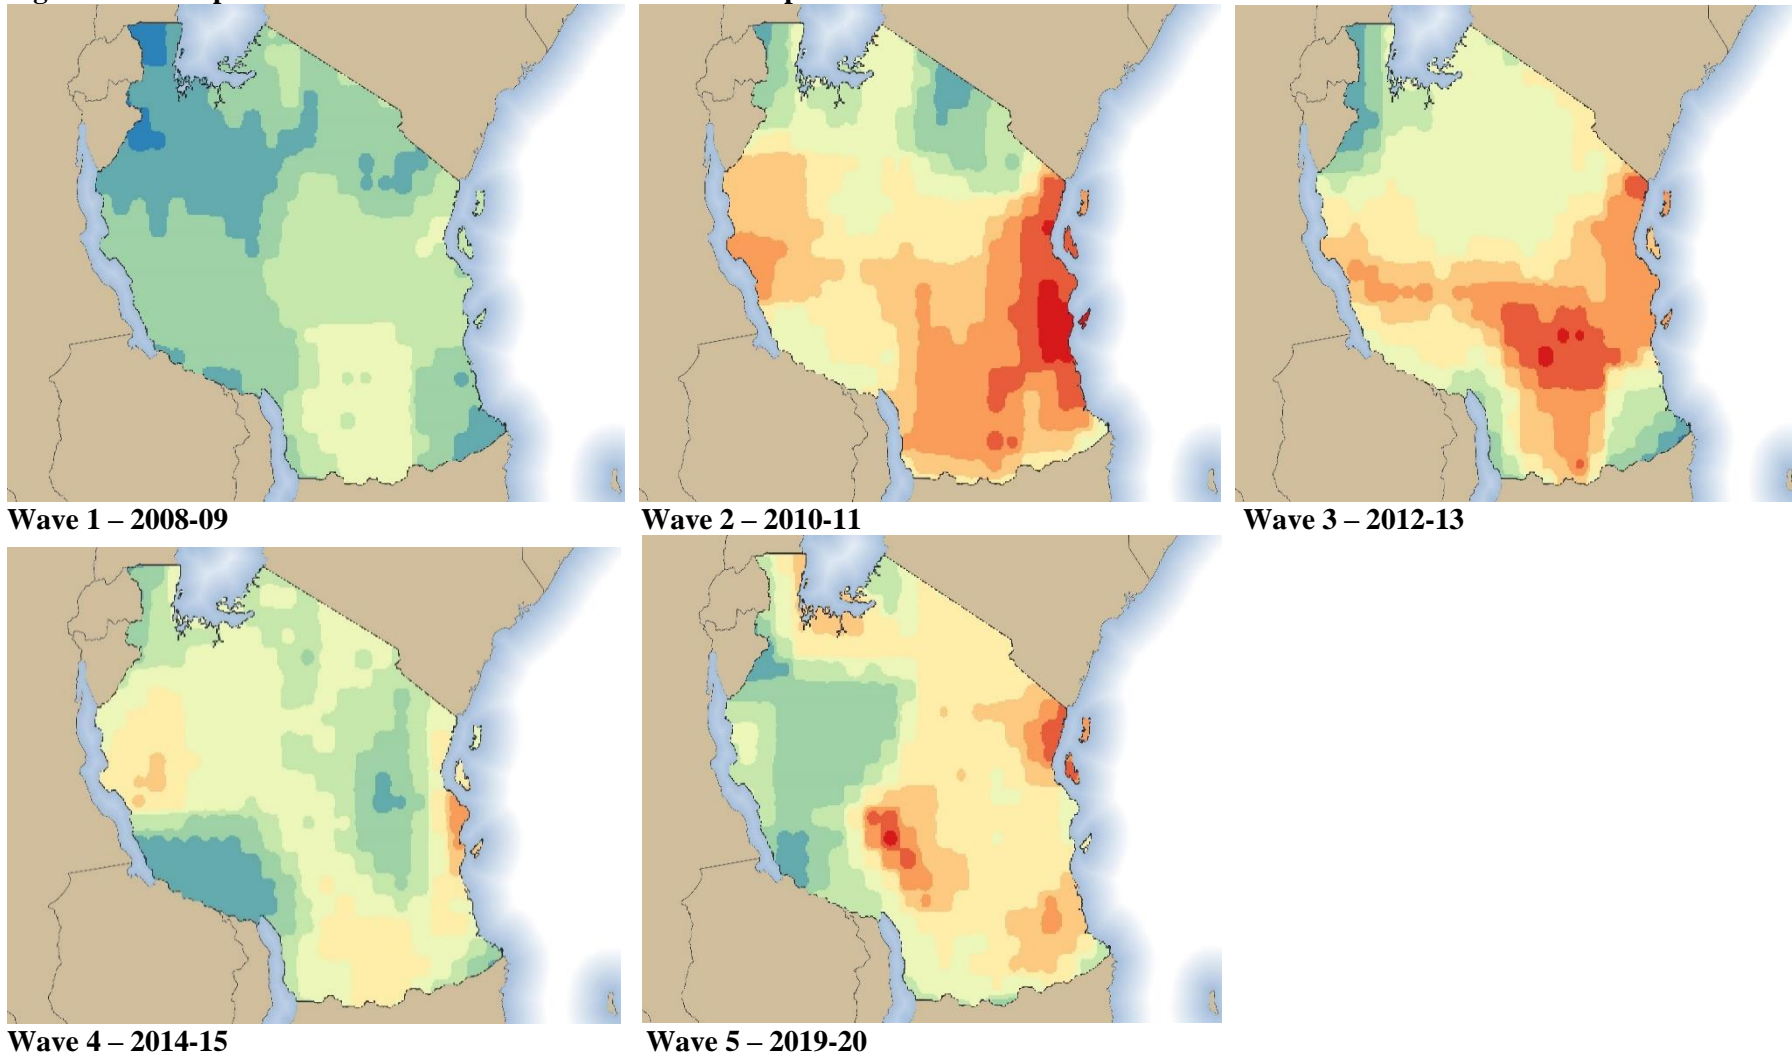 Wave 1 – 2008-09
Wave 2 – 2010-11
Wave 3 – 2012-13
Wave 4 – 2014-15
Wave 5 – 2019-20